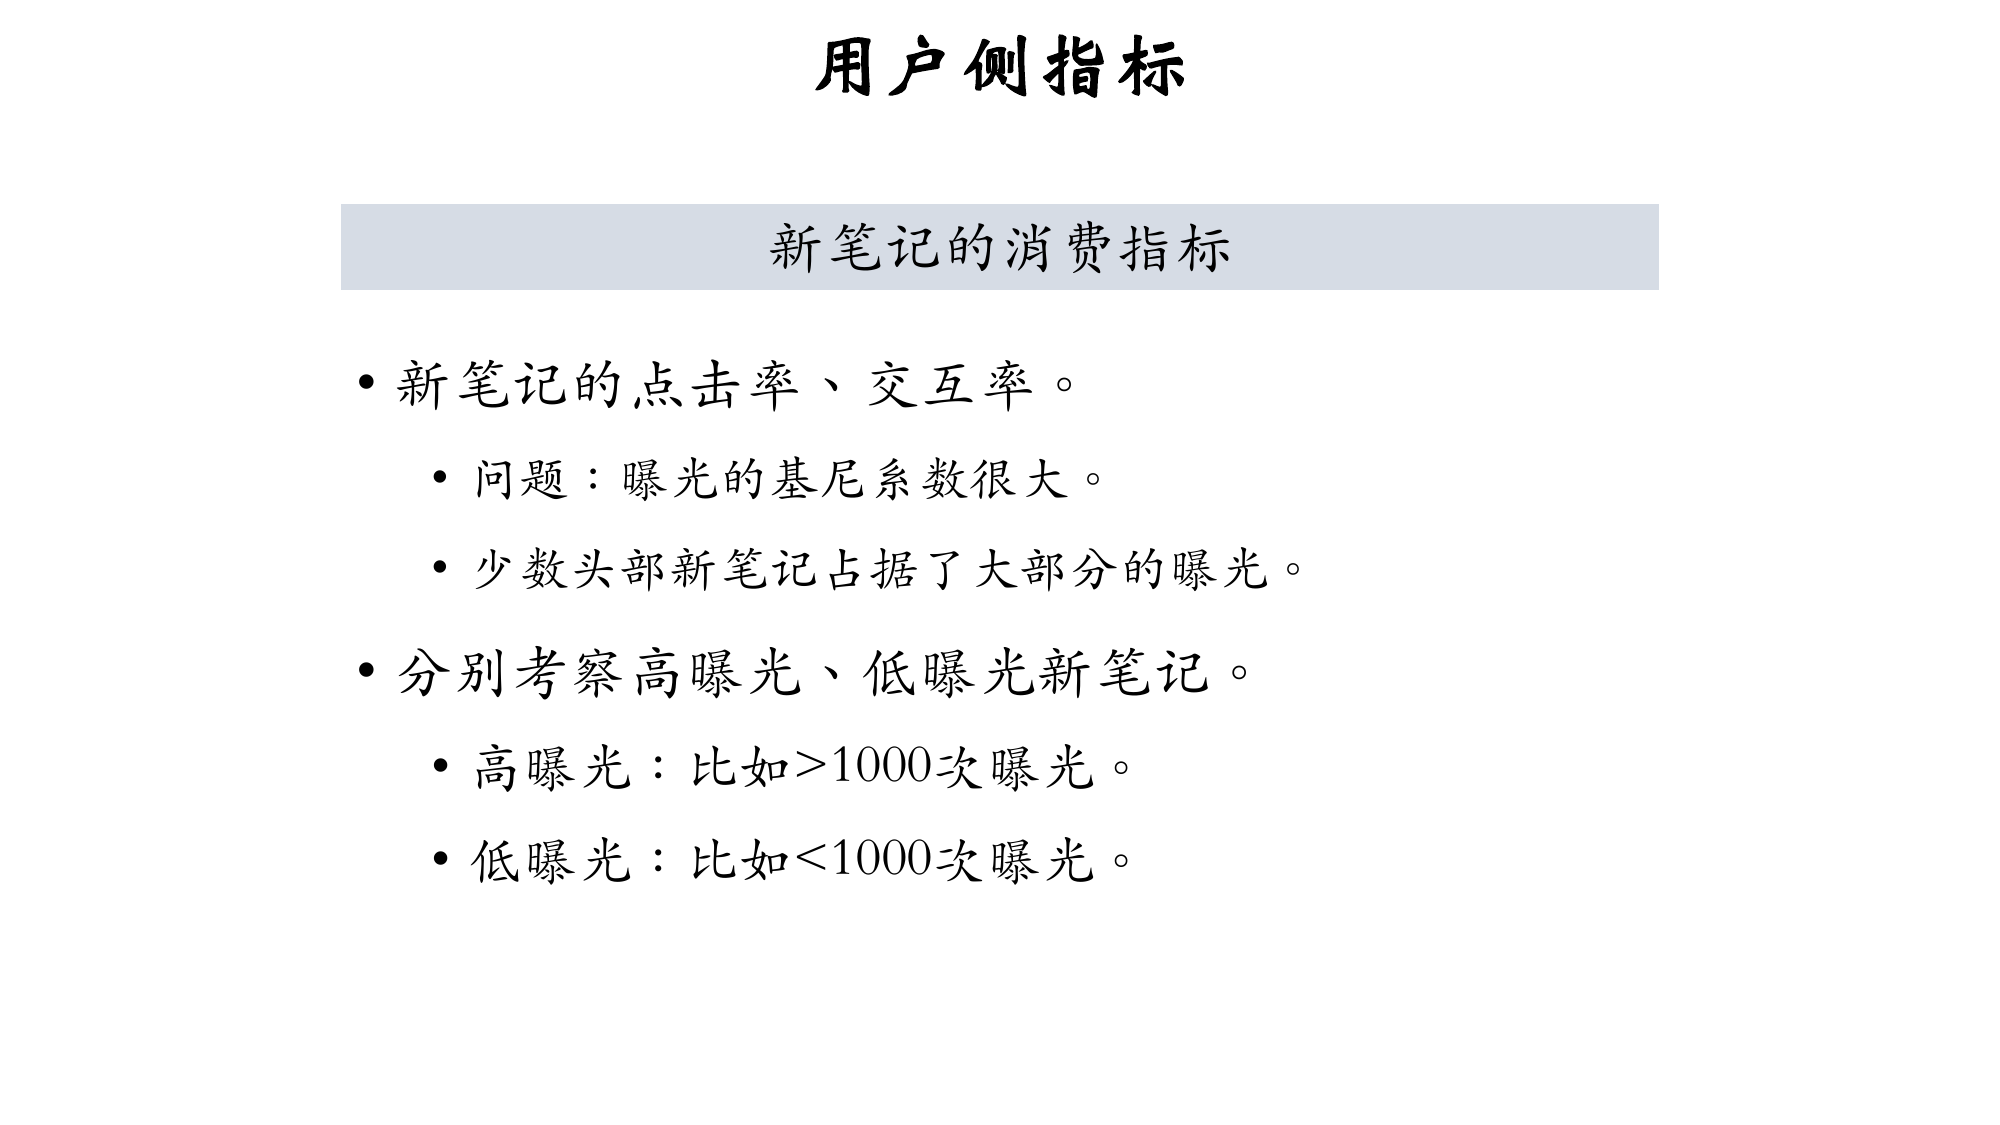 用户侧指标
新笔记的消费指标
• 新笔记的点击率、交互率。
• 问题：曝光的基尼系数很大。
• 少数头部新笔记占据了大部分的曝光。
• 分别考察高曝光、低曝光新笔记。
• 高曝光：比如>1000次曝光。
• 低曝光：比如<1000次曝光。